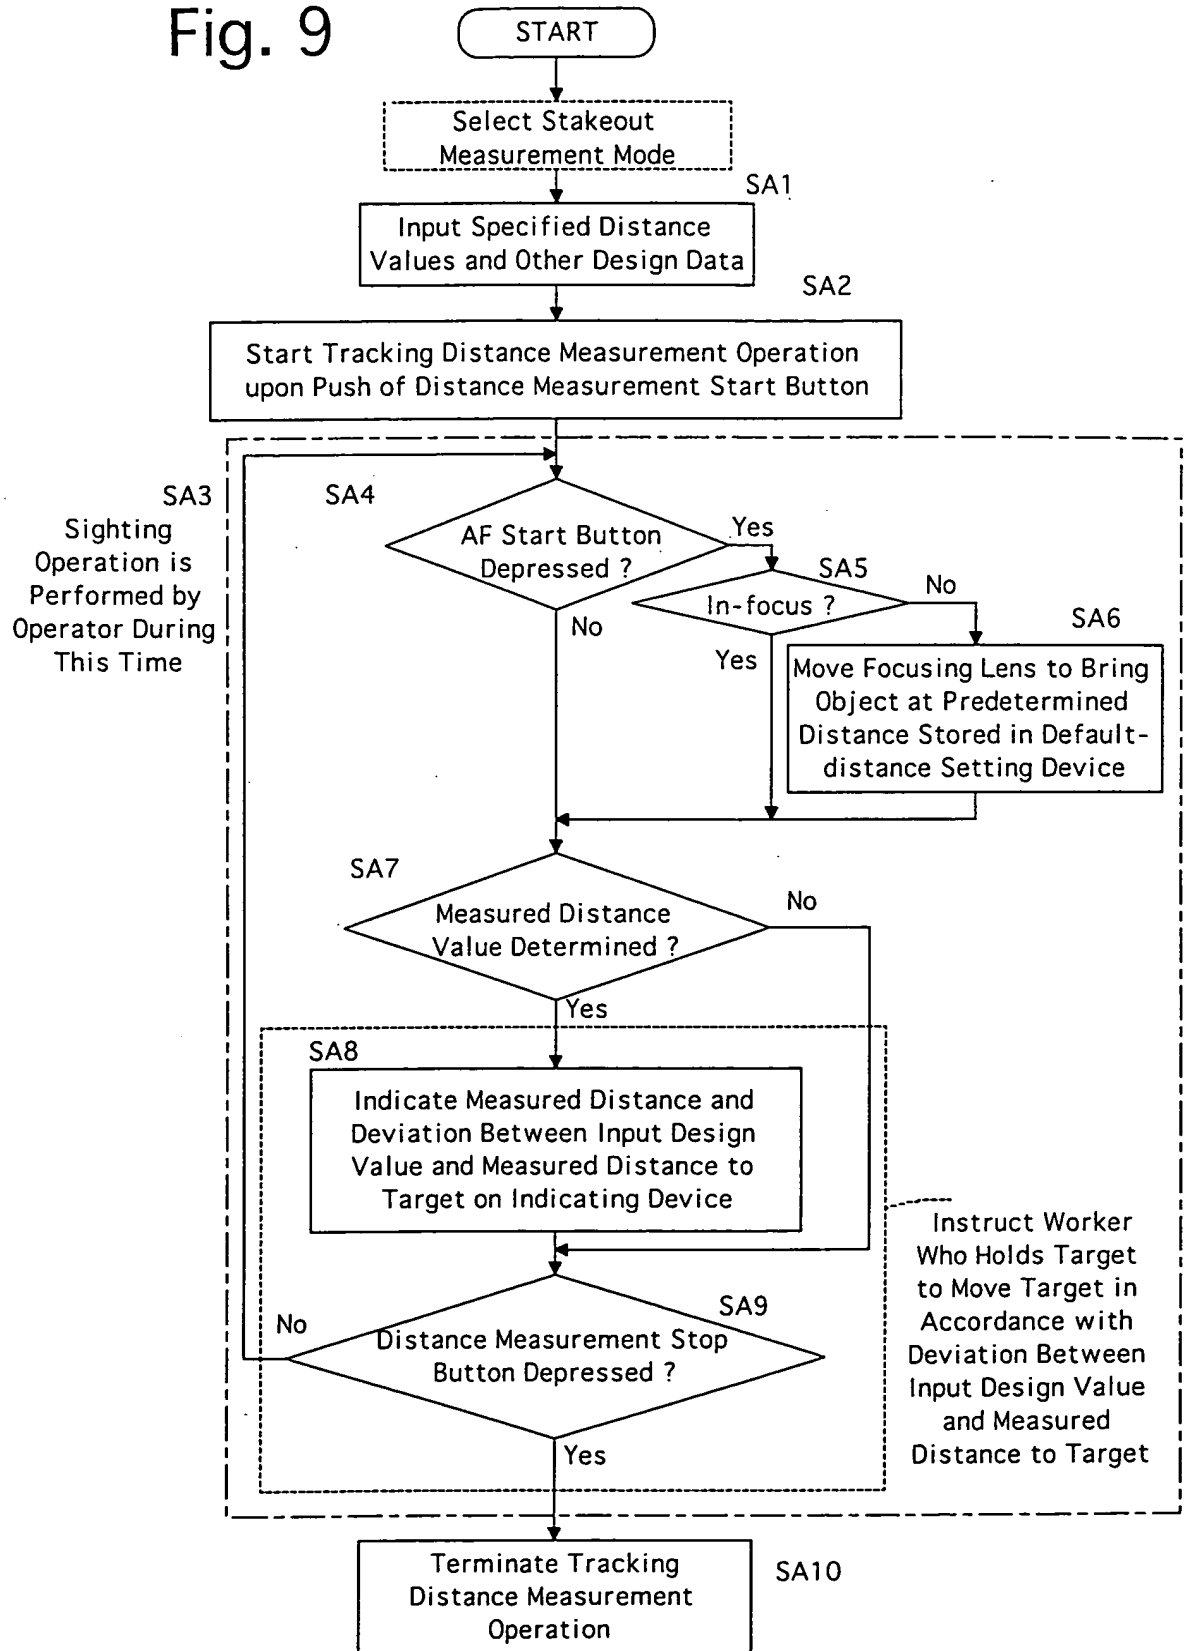 Fig. 9
START
Select Stakeout
Measurement Mode
SA1
Input Specified Distance
Values and Other Design Data
SA2
Start Tracking Distance Measurement Operation
upon Push of Distance Measurement Start Button
SA3
Sighting
Operation is
Performed by
Operator During
This Time
SA4
AF Start Button
Depressed ?
Yes
No
SA5
In-focus ?
No
Yes
SA6
Move Focusing Lens to Bring
Object at Predetermined
Distance Stored in Default-
distance Setting Device
SA7
Measured Distance
Value Determined ?
No
Yes
SA8
Indicate Measured Distance and
Deviation Between Input Design
Value and Measured Distance to
Target on Indicating Device
Instruct Worker
Who Holds Target
to Move Target in
Accordance with
Deviation Between
Input Design Value
and Measured
Distance to Target
SA9
Distance Measurement Stop
Button Depressed ?
No
Yes
SA10
Terminate Tracking
Distance Measurement
Operation